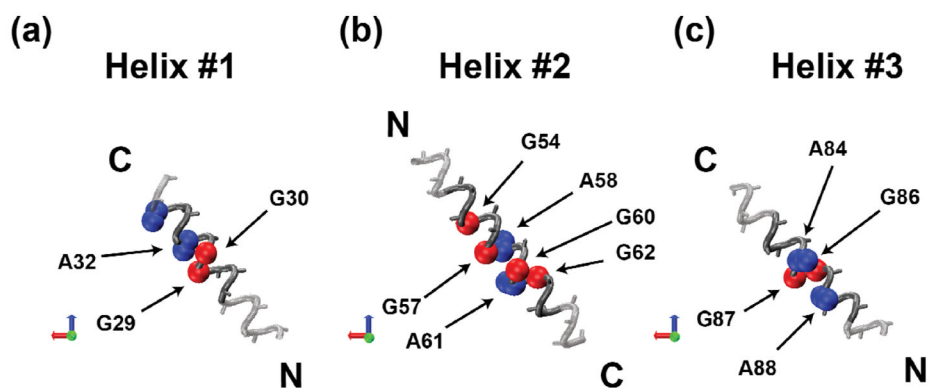 (a)
Helix #1
C
G30
A32
G29
N
(b)
Helix #2
N
G54
A58
G60
G62
G57
A61
C
(c)
Helix #3
C
A84
G86
G87
A88
N